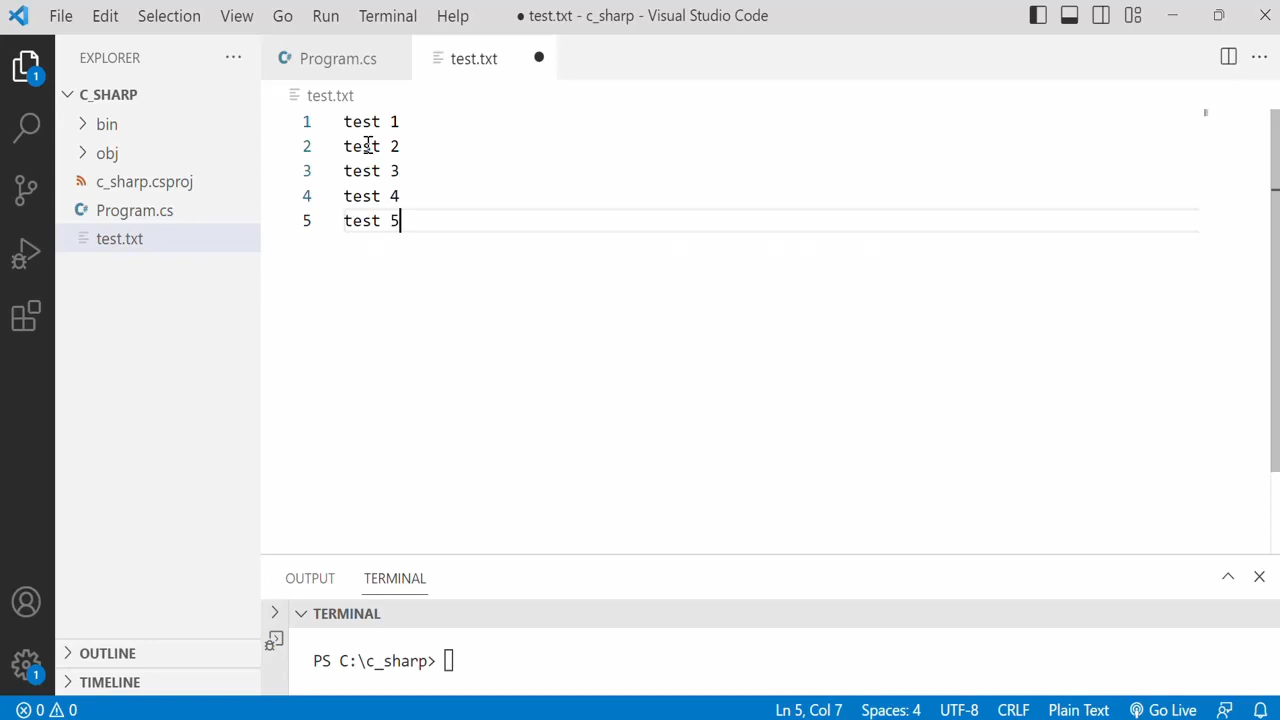 File Edit Selection View Go Run Terminal Help ● test.txt - c_sharp - Visual Studio Code
EXPLORER ...
Program.cs test.txt
1
C_SHARP
bin
obj
c_sharp.csproj
Program.cs
test.txt
test.txt
1 test 1
2 test 2
3 test 3
4 test 4
5 test 5
OUTPUT TERMINAL
TERMINAL
PS C:\c_sharp>
OUTLINE
TIMELINE
1
0 0 Ln 5, Col 7 Spaces: 4 UTF-8 CRLF Plain Text Go Live